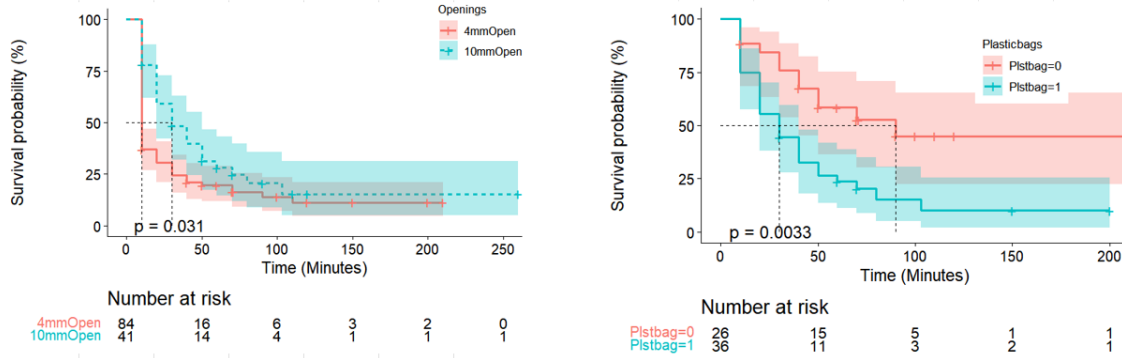 Openings
4mmOpen
10mmOpen
Survival probability (%)
100
75
50
25
0
p = 0.031
0 50 100 150 200 250
Time (Minutes)
Number at risk
4mmOpen 84 16 6 3 2 0
10mmOpen 41 14 4 1 1 1
Plasticbags
Plstbag=0
Plstbag=1
Survival probability (%)
100
75
50
25
0
p = 0.0033
0 50 100 150 200
Time (Minutes)
Number at risk
Plstbag=0 26 15 5 1 1
Plstbag=1 36 11 3 2 1